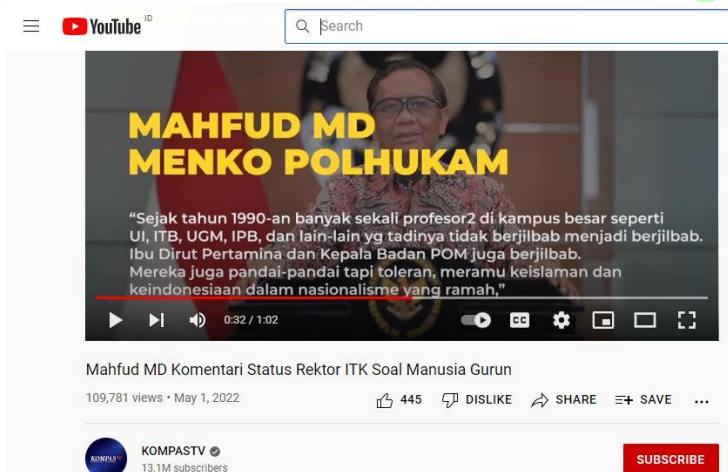 YouTube ID
Search
MAHFUD MD
MENKO POLHUKAM
“Sejak tahun 1990-an banyak sekali profesor2 di kampus besar seperti
UI, ITB, UGM, IPB, dan lain-lain yg tadinya tidak berjilbab menjadi berjilbab.
Ibu Dirut Pertamina dan Kepala Badan POM juga berjilbab.
Mereka juga pandai-pandai tapi toleran, meramu keislaman dan
keindonesiaan dalam nasionalisme yang ramah,”
0:32 / 1:02
CC
Mahfud MD Komentari Status Rektor ITK Soal Manusia Gurun
109,781 views • May 1, 2022
445 DISLIKE SHARE SAVE ...
KOMPASTV
KOMPASTV
13.1M subscribers
SUBSCRIBE